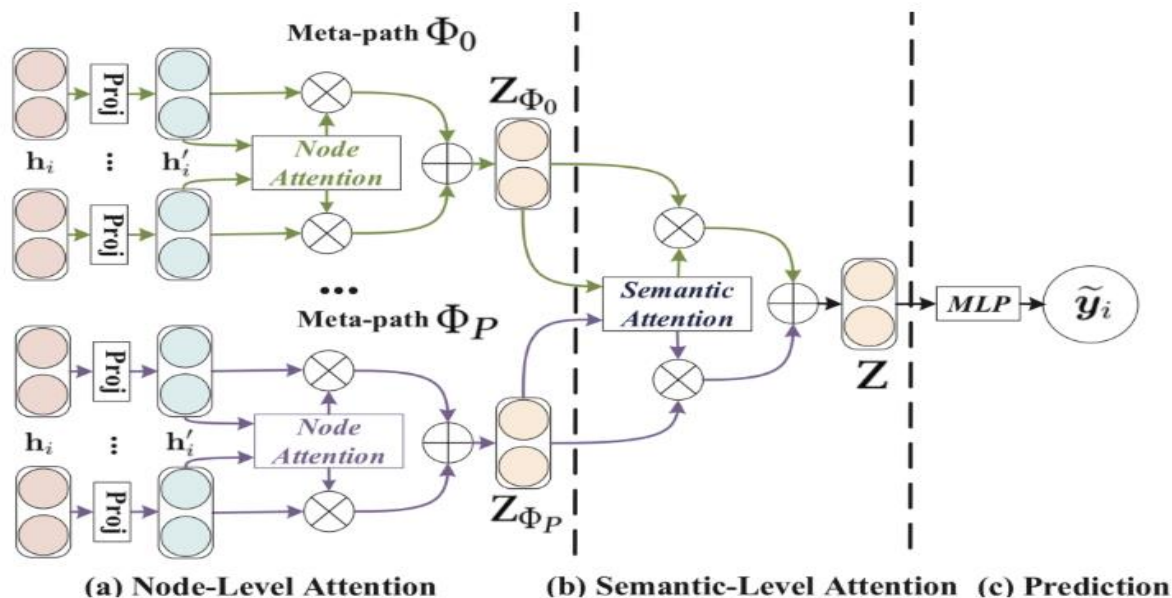 Meta-path Φ₀
Proj
h_i
...
h′_i
Proj
Node
Attention
Z_Φ₀
...
Meta-path Φ_P
Proj
h_i
...
h′_i
Proj
Node
Attention
Z_Φ_P
Semantic
Attention
Z
MLP
ỹ_i
(a) Node-Level Attention
(b) Semantic-Level Attention
(c) Prediction